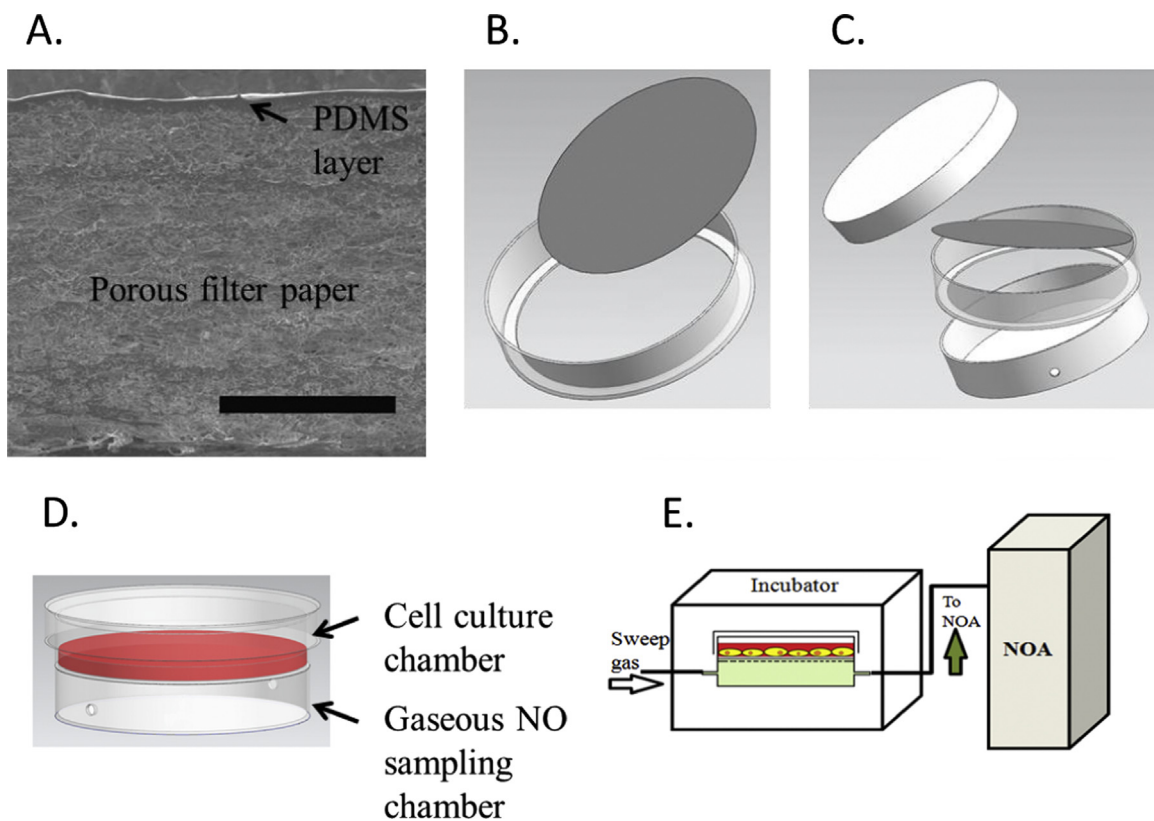 A.
B.
C.
PDMS
layer
Porous filter paper
D.
Cell culture
chamber
Gaseous NO
sampling
chamber
E.
Incubator
Sweep
gas
To
NOA
NOA